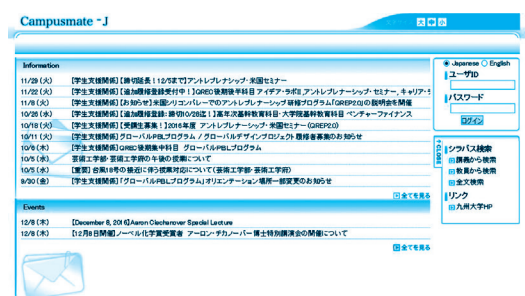 Campusmate-J
大 中 小
Information
11/29 (火) 【学生支援関係】【締切延長!12/5まで】アントレプレナーシップ・米国セミナー
11/22 (火) 【学生支援関係】【追加履修登録受付中!】QREC後期後半科目 アイデア・ラボⅡ,アントレプレナーシップ・セミナー, キャリア・デ
11/8 (火) 【学生支援関係】【お知らせ】米国シリコンバレーでのアントレプレナーシップ研修プログラム「QREP2.0」の説明会を開催
10/26 (水) 【学生支援関係】【追加履修登録:締切10/26迄!】高年次基幹教育科目・大学院基幹教育科目 ベンチャーファイナンス
10/18 (火) 【学生支援関係】【受講生募集!】2016年度 アントレプレナーシップ・米国セミナー(QREP2.0)
10/11 (火) 【学生支援関係】グローバルPBLプログラム / グローバルデザインプロジェクト履修者募集のお知らせ
10/6 (木) 【学生支援関係】QREC後期集中科目 グローバルPBLプログラム
10/5 (水) 芸術工学部・芸術工学府の午後の授業について
10/5 (水) 【重要】台風18号の接近に伴う授業対応について(芸術工学部・芸術工学府)
9/30 (金) 【学生支援関係】「グローバルPBLプログラム」オリエンテーション場所一部変更のお知らせ
全て見る
Events
12/8 (木) 【December 8, 2016】Aaron Ciechanover Special Lecture
12/8 (木) 【12月8日開催】ノーベル化学賞受賞者 アーロン・チカノーバー博士特別講演会の開催について
全て見る
Japanese English
ユーザID
パスワード
ログイン
CLOSE
シラバス検索
講義から検索
教員から検索
全文検索
リンク
九州大学HP